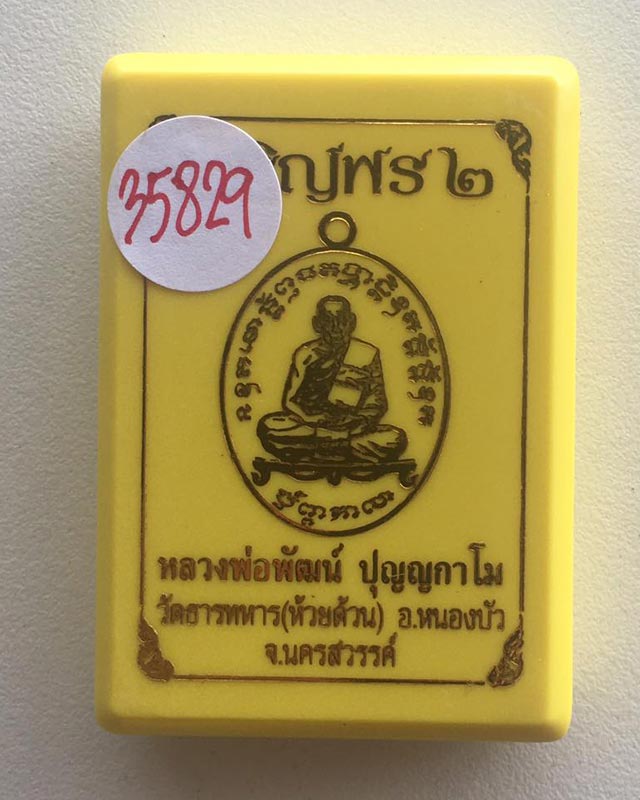 35829
ิญพร ๒
หลวงพ่อพัฒน์ ปุญญกาโม
วัดธารทหาร(ห้วยด้วน) อ.หนองบัว
จ.นครสวรรค์